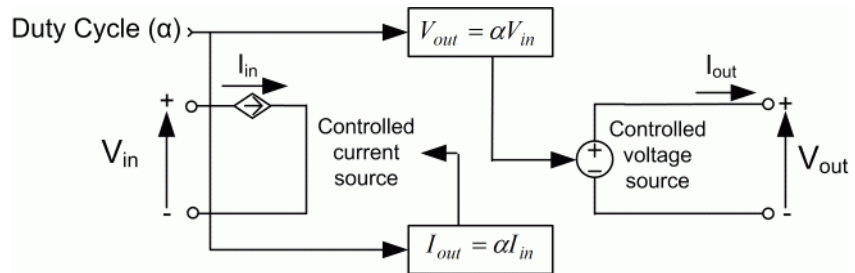 Duty Cycle (α)
V_out = αV_in
I_in
I_out
+
+
Controlled
current
source
+
−
Controlled
voltage
source
V_in
V_out
-
-
I_out = αI_in